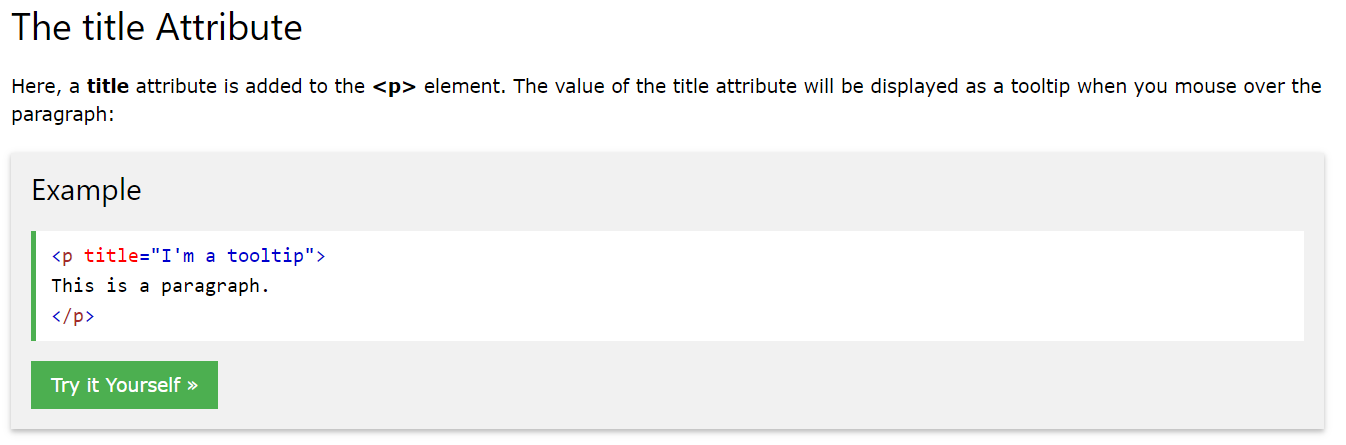 The title Attribute
Here, a title attribute is added to the <p> element. The value of the title attribute will be displayed as a tooltip when you mouse over the
paragraph:
Example
<p title="I'm a tooltip">
This is a paragraph.
</p>
Try it Yourself »